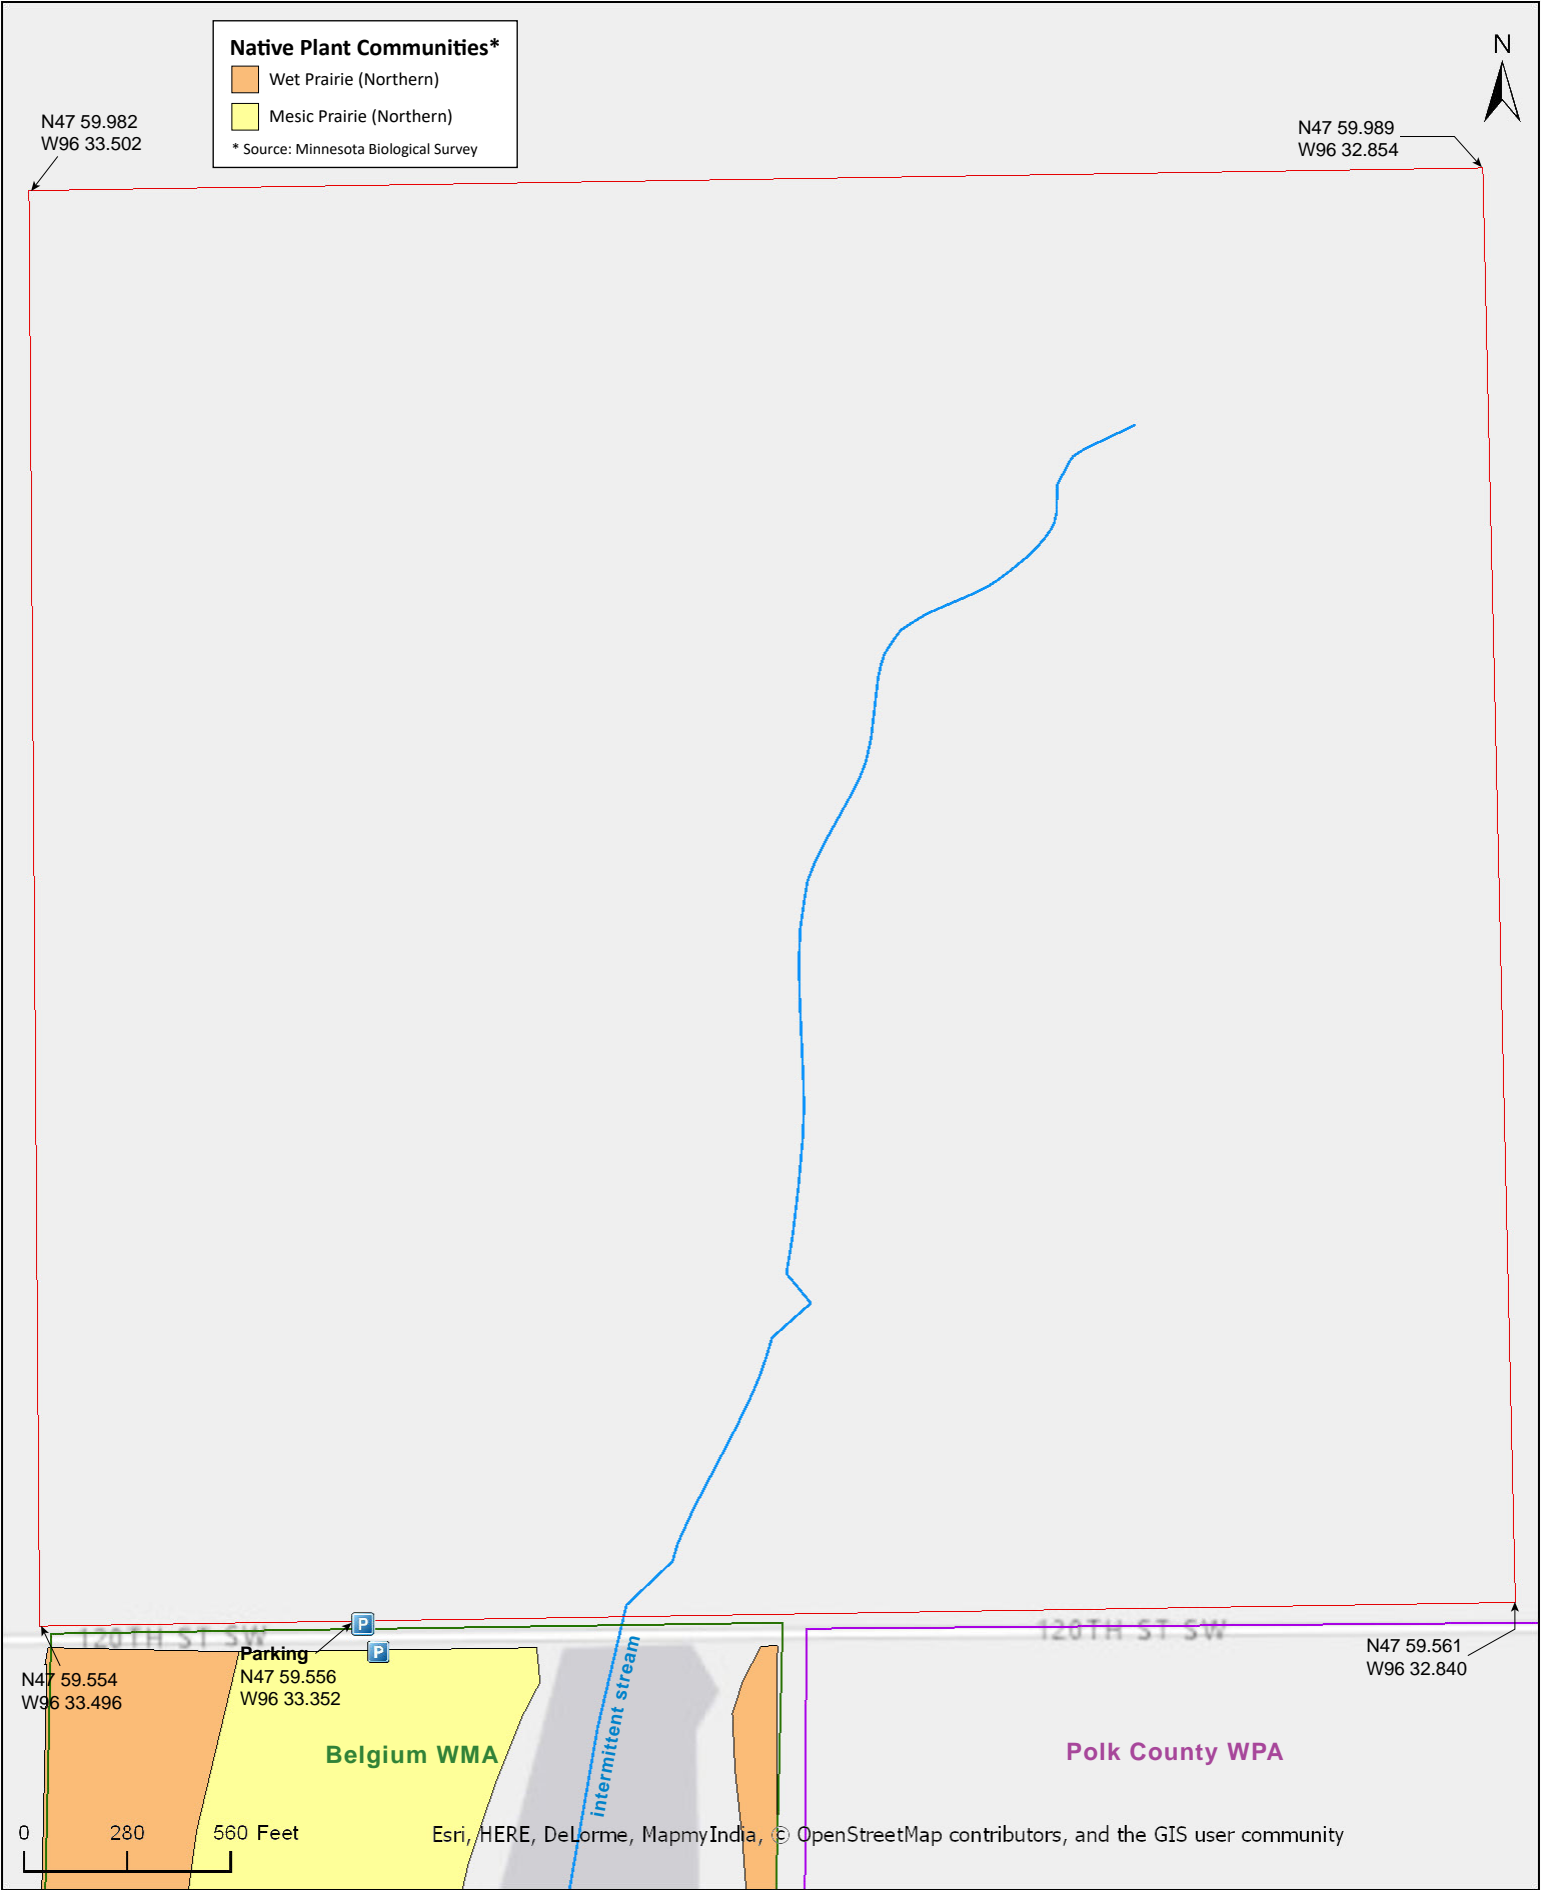 Native Plant Communities*
Wet Prairie (Northern)
Mesic Prairie (Northern)
* Source: Minnesota Biological Survey
N
N47 59.982
W96 33.502
N47 59.989
W96 32.854
120TH ST SW
120TH ST SW
P
P
Parking
N47 59.556
W96 33.352
N47 59.554
W96 33.496
N47 59.561
W96 32.840
intermittent stream
Belgium WMA
Polk County WPA
0 280 560 Feet
Esri, HERE, DeLorme, MapmyIndia, © OpenStreetMap contributors, and the GIS user community